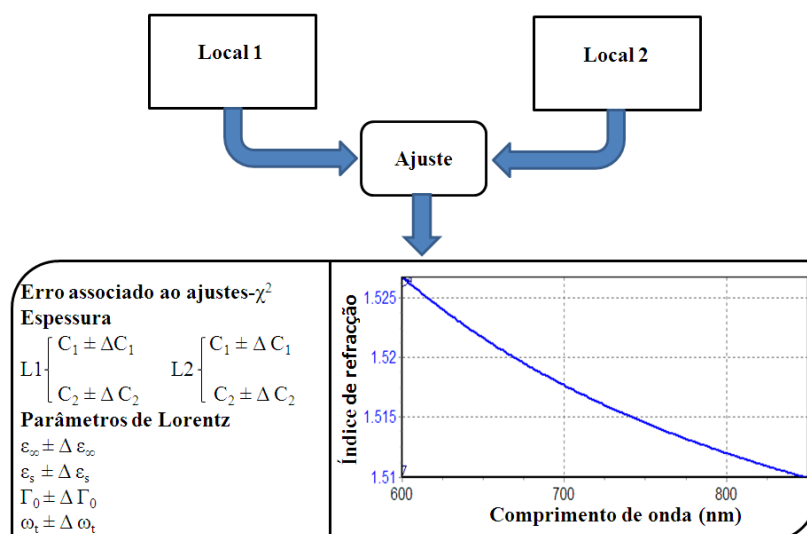 Local 1
Local 2
Ajuste
Erro associado ao ajustes-χ²
Espessura
L1 C₁ ± ΔC₁
C₂ ± Δ C₂
L2 C₁ ± Δ C₁
C₂ ± Δ C₂
Parâmetros de Lorentz
ε∞ ± Δ ε∞
εₛ ± Δ εₛ
Γ₀ ± Δ Γ₀
ωₜ ± Δ ωₜ
Índice de refracção
1.525
1.52
1.515
1.51
600
700
800
Comprimento de onda (nm)